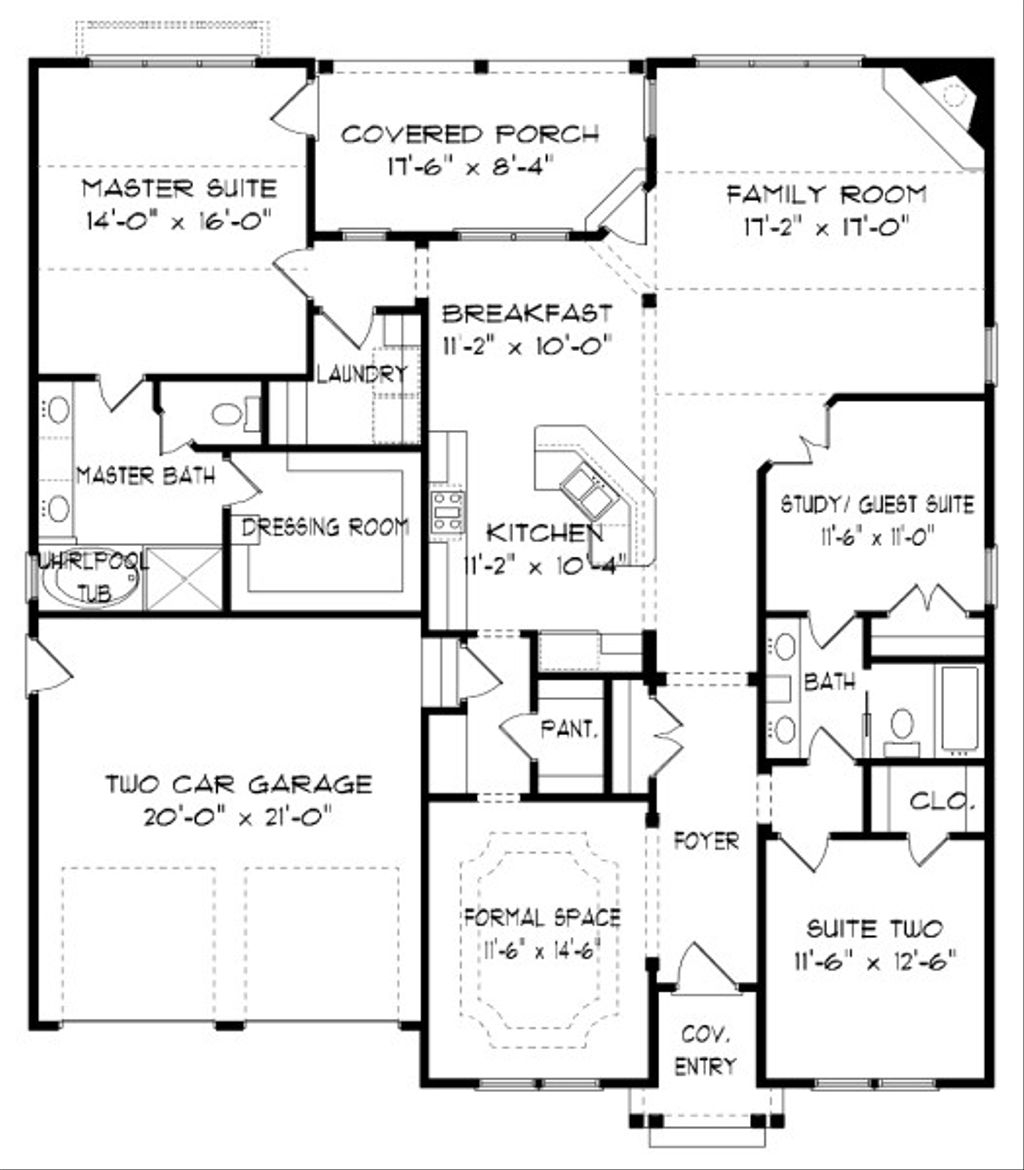 COVERED PORCH
17'-6" x 8'-4"
MASTER SUITE
14'-0" x 16'-0"
FAMILY ROOM
17'-2" x 17'-0"
BREAKFAST
11'-2" x 10'-0"
LAUNDRY
MASTER BATH
DRESSING ROOM
STUDY/ GUEST SUITE
11'-6" x 11'-0"
KITCHEN
11'-2" x 10'-4"
WHIRLPOOL
TUB
BATH
PANT.
TWO CAR GARAGE
20'-0" x 21'-0"
CLO.
FOYER
FORMAL SPACE
11'-6" x 14'-6"
SUITE TWO
11'-6" x 12'-6"
COV.
ENTRY